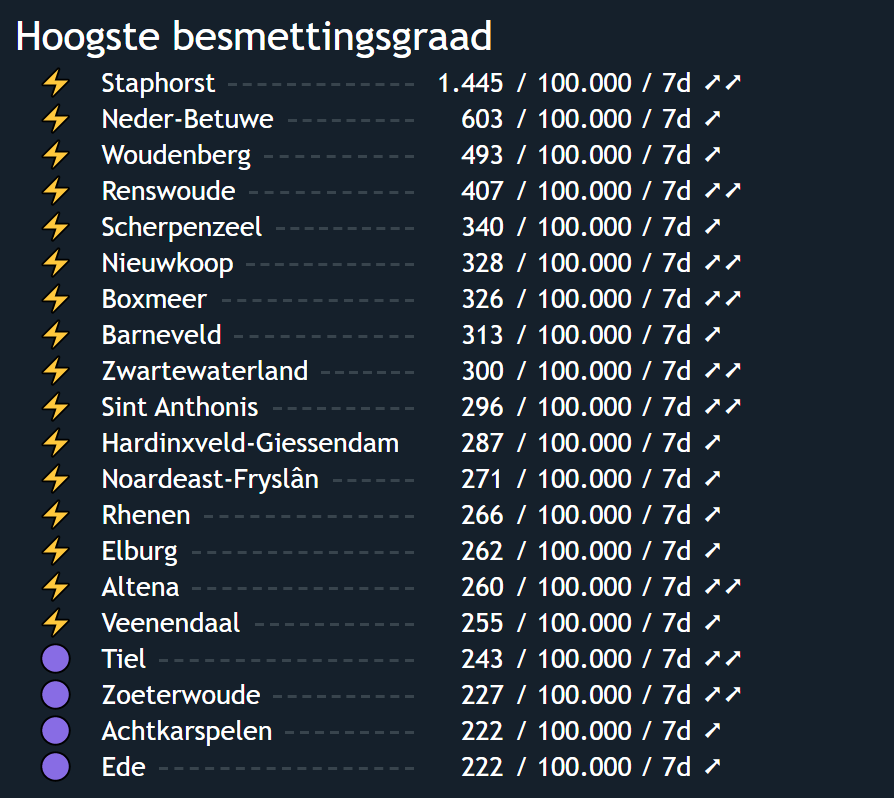 Hoogste besmettingsgraad
⚡ Staphorst 1.445 / 100.000 / 7d ➚➚
⚡ Neder-Betuwe 603 / 100.000 / 7d ➚
⚡ Woudenberg 493 / 100.000 / 7d ➚
⚡ Renswoude 407 / 100.000 / 7d ➚➚
⚡ Scherpenzeel 340 / 100.000 / 7d ➚
⚡ Nieuwkoop 328 / 100.000 / 7d ➚➚
⚡ Boxmeer 326 / 100.000 / 7d ➚➚
⚡ Barneveld 313 / 100.000 / 7d ➚
⚡ Zwartewaterland 300 / 100.000 / 7d ➚➚
⚡ Sint Anthonis 296 / 100.000 / 7d ➚➚
⚡ Hardinxveld-Giessendam 287 / 100.000 / 7d ➚
⚡ Noardeast-Fryslân 271 / 100.000 / 7d ➚
⚡ Rhenen 266 / 100.000 / 7d ➚
⚡ Elburg 262 / 100.000 / 7d ➚
⚡ Altena 260 / 100.000 / 7d ➚➚
⚡ Veenendaal 255 / 100.000 / 7d ➚
🟣 Tiel 243 / 100.000 / 7d ➚➚
🟣 Zoeterwoude 227 / 100.000 / 7d ➚➚
🟣 Achtkarspelen 222 / 100.000 / 7d ➚
🟣 Ede 222 / 100.000 / 7d ➚